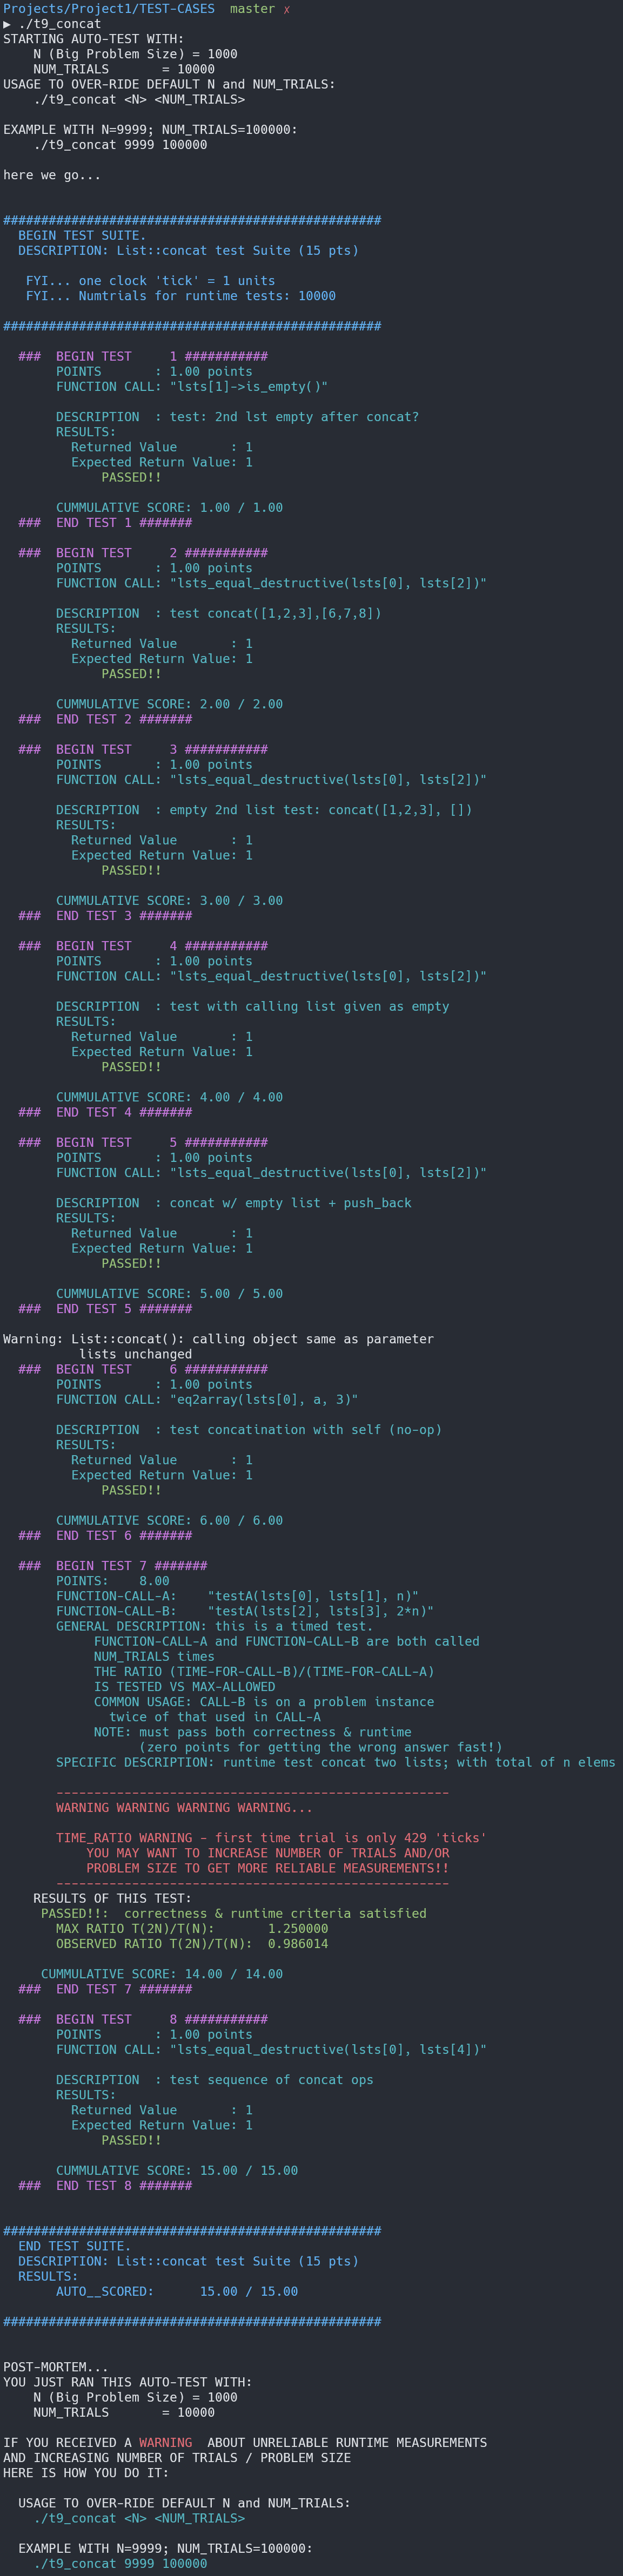 Projects/Project1/TEST-CASES  master ✗
▶ ./t9_concat
STARTING AUTO-TEST WITH:
    N (Big Problem Size) = 1000
    NUM_TRIALS       = 10000
USAGE TO OVER-RIDE DEFAULT N and NUM_TRIALS:
    ./t9_concat <N> <NUM_TRIALS>

EXAMPLE WITH N=9999; NUM_TRIALS=100000:
    ./t9_concat 9999 100000

here we go...


##################################################
  BEGIN TEST SUITE.
  DESCRIPTION: List::concat test Suite (15 pts)

   FYI... one clock 'tick' = 1 units
   FYI... Numtrials for runtime tests: 10000

##################################################

  ###  BEGIN TEST     1 ###########
       POINTS       : 1.00 points
       FUNCTION CALL: "lsts[1]->is_empty()"

       DESCRIPTION  : test: 2nd lst empty after concat?
       RESULTS:
         Returned Value       : 1
         Expected Return Value: 1
             PASSED!!

       CUMMULATIVE SCORE: 1.00 / 1.00
  ###  END TEST 1 #######

  ###  BEGIN TEST     2 ###########
       POINTS       : 1.00 points
       FUNCTION CALL: "lsts_equal_destructive(lsts[0], lsts[2])"

       DESCRIPTION  : test concat([1,2,3],[6,7,8])
       RESULTS:
         Returned Value       : 1
         Expected Return Value: 1
             PASSED!!

       CUMMULATIVE SCORE: 2.00 / 2.00
  ###  END TEST 2 #######

  ###  BEGIN TEST     3 ###########
       POINTS       : 1.00 points
       FUNCTION CALL: "lsts_equal_destructive(lsts[0], lsts[2])"

       DESCRIPTION  : empty 2nd list test: concat([1,2,3], [])
       RESULTS:
         Returned Value       : 1
         Expected Return Value: 1
             PASSED!!

       CUMMULATIVE SCORE: 3.00 / 3.00
  ###  END TEST 3 #######

  ###  BEGIN TEST     4 ###########
       POINTS       : 1.00 points
       FUNCTION CALL: "lsts_equal_destructive(lsts[0], lsts[2])"

       DESCRIPTION  : test with calling list given as empty
       RESULTS:
         Returned Value       : 1
         Expected Return Value: 1
             PASSED!!

       CUMMULATIVE SCORE: 4.00 / 4.00
  ###  END TEST 4 #######

  ###  BEGIN TEST     5 ###########
       POINTS       : 1.00 points
       FUNCTION CALL: "lsts_equal_destructive(lsts[0], lsts[2])"

       DESCRIPTION  : concat w/ empty list + push_back
       RESULTS:
         Returned Value       : 1
         Expected Return Value: 1
             PASSED!!

       CUMMULATIVE SCORE: 5.00 / 5.00
  ###  END TEST 5 #######

Warning: List::concat(): calling object same as parameter
          lists unchanged
  ###  BEGIN TEST     6 ###########
       POINTS       : 1.00 points
       FUNCTION CALL: "eq2array(lsts[0], a, 3)"

       DESCRIPTION  : test concatination with self (no-op)
       RESULTS:
         Returned Value       : 1
         Expected Return Value: 1
             PASSED!!

       CUMMULATIVE SCORE: 6.00 / 6.00
  ###  END TEST 6 #######

  ###  BEGIN TEST 7 #######
       POINTS:    8.00
       FUNCTION-CALL-A:    "testA(lsts[0], lsts[1], n)"
       FUNCTION-CALL-B:    "testA(lsts[2], lsts[3], 2*n)"
       GENERAL DESCRIPTION: this is a timed test.
            FUNCTION-CALL-A and FUNCTION-CALL-B are both called
            NUM_TRIALS times
            THE RATIO (TIME-FOR-CALL-B)/(TIME-FOR-CALL-A)
            IS TESTED VS MAX-ALLOWED
            COMMON USAGE: CALL-B is on a problem instance
              twice of that used in CALL-A
            NOTE: must pass both correctness & runtime
                  (zero points for getting the wrong answer fast!)
       SPECIFIC DESCRIPTION: runtime test concat two lists; with total of n elems

       ----------------------------------------------------
       WARNING WARNING WARNING WARNING...

       TIME_RATIO WARNING - first time trial is only 429 'ticks'
           YOU MAY WANT TO INCREASE NUMBER OF TRIALS AND/OR
           PROBLEM SIZE TO GET MORE RELIABLE MEASUREMENTS!!
       ----------------------------------------------------
    RESULTS OF THIS TEST:
     PASSED!!:  correctness & runtime criteria satisfied
       MAX RATIO T(2N)/T(N):       1.250000
       OBSERVED RATIO T(2N)/T(N):  0.986014

     CUMMULATIVE SCORE: 14.00 / 14.00
  ###  END TEST 7 #######

  ###  BEGIN TEST     8 ###########
       POINTS       : 1.00 points
       FUNCTION CALL: "lsts_equal_destructive(lsts[0], lsts[4])"

       DESCRIPTION  : test sequence of concat ops
       RESULTS:
         Returned Value       : 1
         Expected Return Value: 1
             PASSED!!

       CUMMULATIVE SCORE: 15.00 / 15.00
  ###  END TEST 8 #######


##################################################
  END TEST SUITE.
  DESCRIPTION: List::concat test Suite (15 pts)
  RESULTS:
       AUTO__SCORED:      15.00 / 15.00

##################################################


POST-MORTEM...
YOU JUST RAN THIS AUTO-TEST WITH:
    N (Big Problem Size) = 1000
    NUM_TRIALS       = 10000

IF YOU RECEIVED A WARNING  ABOUT UNRELIABLE RUNTIME MEASUREMENTS
AND INCREASING NUMBER OF TRIALS / PROBLEM SIZE
HERE IS HOW YOU DO IT:

  USAGE TO OVER-RIDE DEFAULT N and NUM_TRIALS:
    ./t9_concat <N> <NUM_TRIALS>

  EXAMPLE WITH N=9999; NUM_TRIALS=100000:
    ./t9_concat 9999 100000